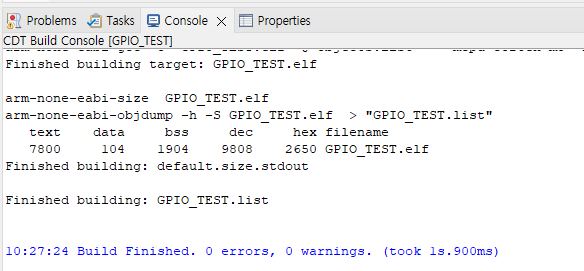 Problems Tasks Console Properties
CDT Build Console [GPIO_TEST]
Finished building target: GPIO_TEST.elf
arm-none-eabi-size GPIO_TEST.elf
arm-none-eabi-objdump -h -S GPIO_TEST.elf > "GPIO_TEST.list"
text data bss dec hex filename
7800 104 1904 9808 2650 GPIO_TEST.elf
Finished building: default.size.stdout
Finished building: GPIO_TEST.list
10:27:24 Build Finished. 0 errors, 0 warnings. (took 1s.900ms)